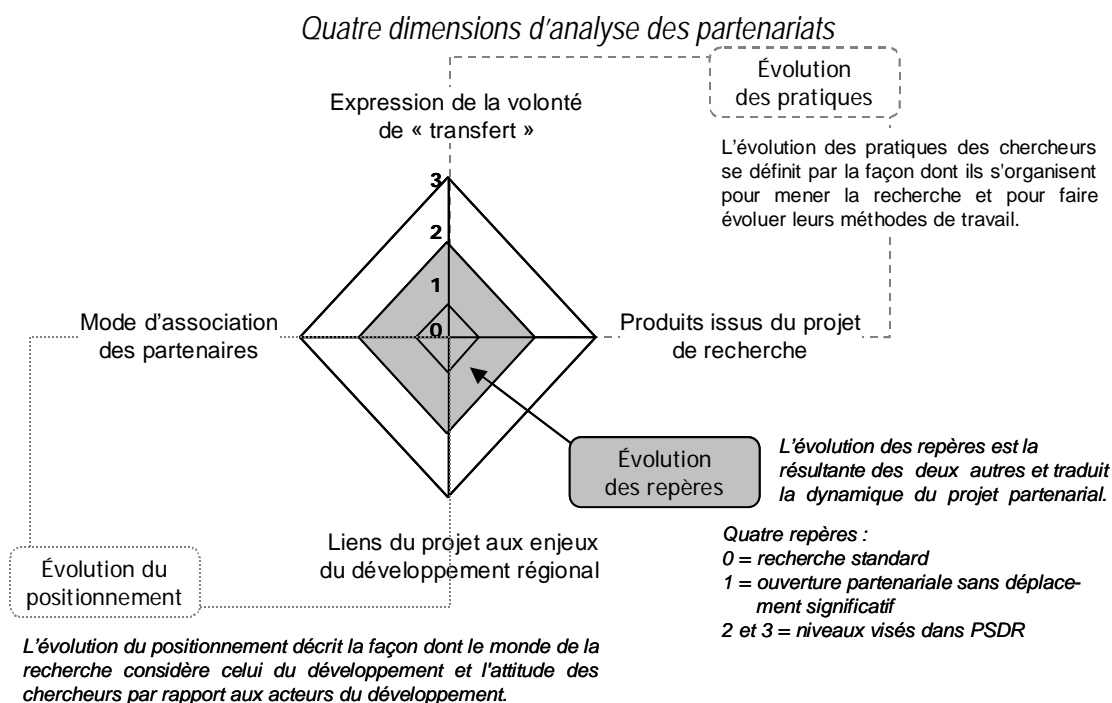 Quatre dimensions d'analyse des partenariats
Évolution
des pratiques
Expression de la volonté
de « transfert »
L'évolution des pratiques des chercheurs
se définit par la façon dont ils s'organisent
pour mener la recherche et pour faire
évoluer leurs méthodes de travail.
3
2
1
0
Mode d'association
des partenaires
Produits issus du projet
de recherche
Évolution
des repères
L'évolution des repères est la
résultante des deux autres et traduit
la dynamique du projet partenarial.
Quatre repères :
0 = recherche standard
1 = ouverture partenariale sans déplace-
ment significatif
2 et 3 = niveaux visés dans PSDR
Liens du projet aux enjeux
du développement régional
Évolution du
positionnement
L'évolution du positionnement décrit la façon dont le monde de la
recherche considère celui du développement et l'attitude des
chercheurs par rapport aux acteurs du développement.